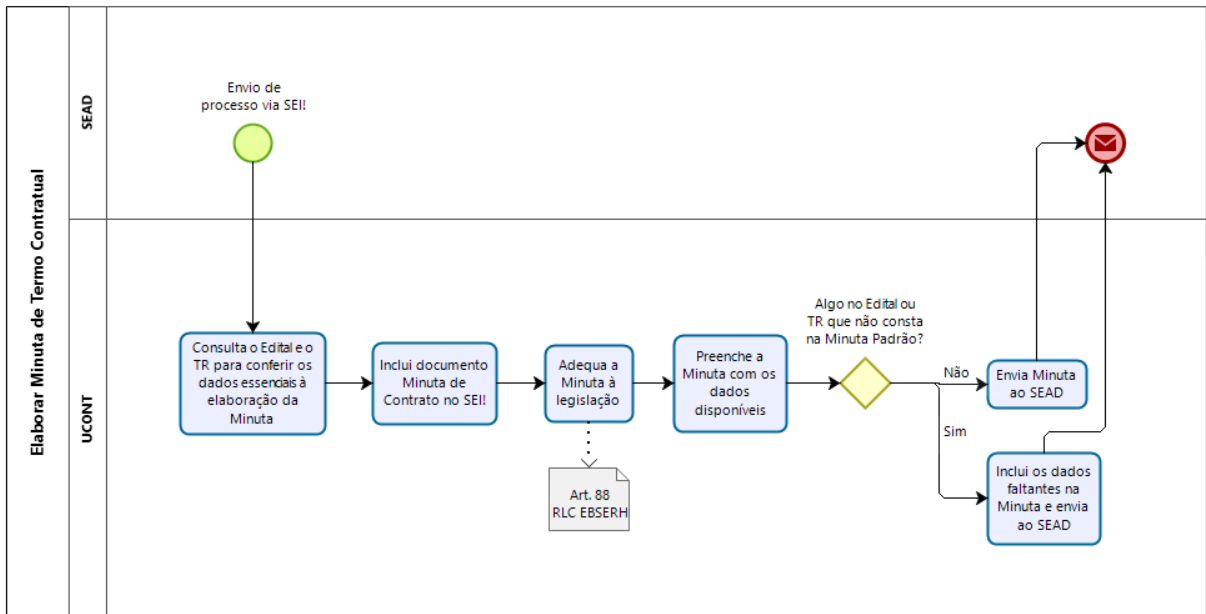 Elaborar Minuta de Termo Contratual
SEAD
Envio de
processo via SEI!
UCONT
Consulta o Edital e o
TR para conferir os
dados essenciais à
elaboração da
Minuta
Inclui documento
Minuta de
Contrato no SEI!
Adequa a
Minuta à
legislação
Art. 88
RLC EBSERH
Preenche a
Minuta com os
dados
disponíveis
Algo no Edital ou
TR que não consta
na Minuta Padrão?
Não
Envia Minuta
ao SEAD
Sim
Inclui os dados
faltantes na
Minuta e envia
ao SEAD